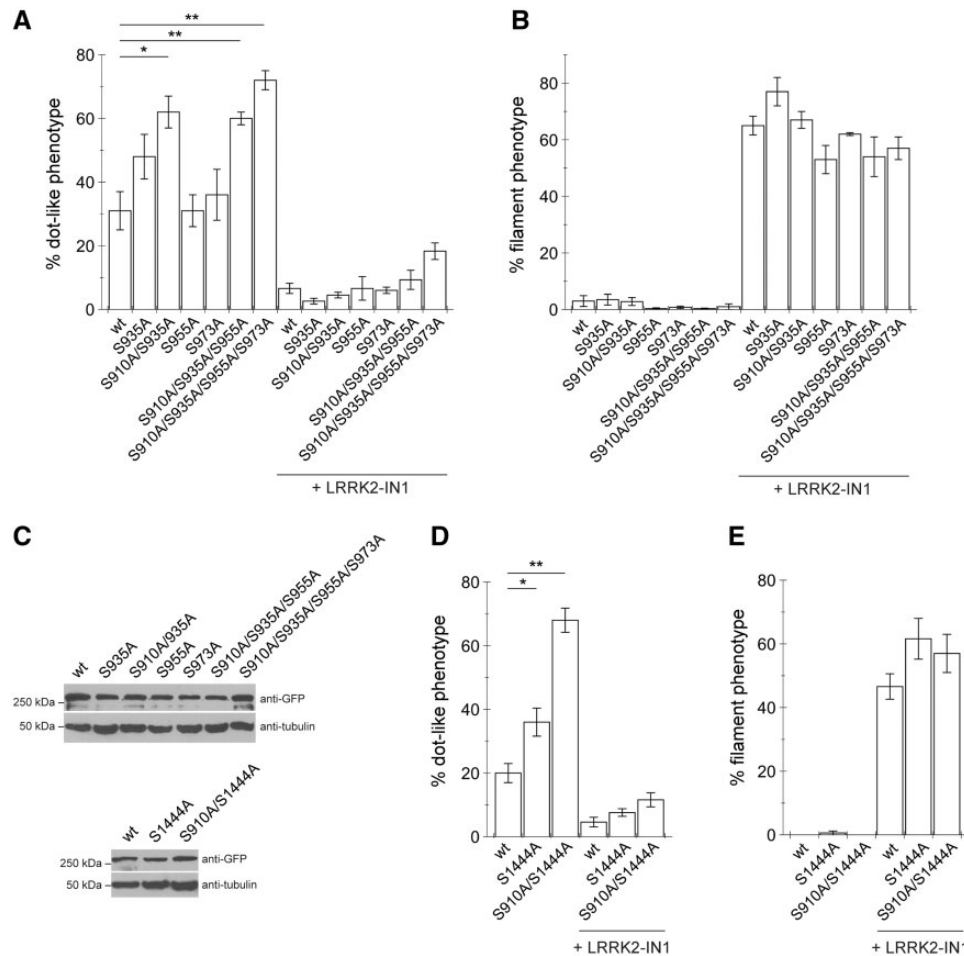 A
**
**
*
% dot-like phenotype
80
60
40
20
0
wt
S935A
S910A/S935A
S955A
S973A
S910A/S935A/S955A
S910A/S935A/S955A/S973A
wt
S935A
S910A/S935A
S955A
S973A
S910A/S935A/S955A
S910A/S935A/S955A/S973A
+ LRRK2-IN1
B
% filament phenotype
80
60
40
20
0
wt
S935A
S910A/S935A
S955A
S973A
S910A/S935A/S955A
S910A/S935A/S955A/S973A
wt
S935A
S910A/S935A
S955A
S973A
S910A/S935A/S955A
S910A/S935A/S955A/S973A
+ LRRK2-IN1
C
wt
S935A
S910A/935A
S955A
S973A
S910A/S935A/S955A
S910A/S935A/S955A/S973A
250 kDa
anti-GFP
50 kDa
anti-tubulin
wt
S1444A
S910A/S1444A
250 kDa
anti-GFP
50 kDa
anti-tubulin
D
**
*
% dot-like phenotype
80
60
40
20
0
wt
S1444A
S910A/S1444A
wt
S1444A
S910A/S1444A
+ LRRK2-IN1
E
% filament phenotype
80
60
40
20
0
wt
S1444A
S910A/S1444A
wt
S1444A
S910A/S1444A
+ LRRK2-IN1